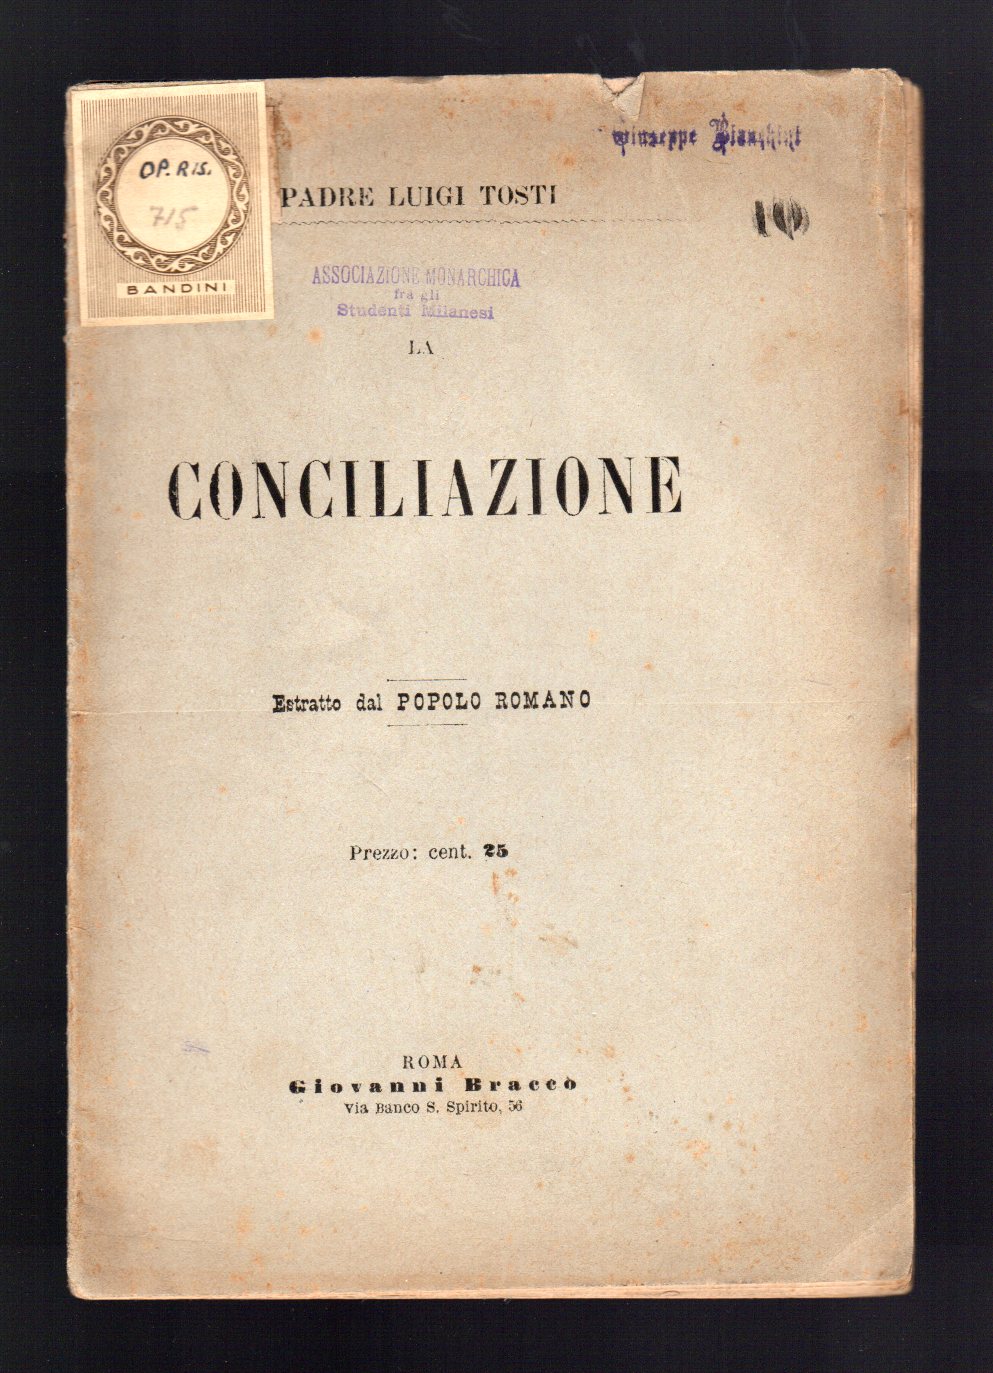 OP. RIS.
715
BANDINI
Giuseppe Bianchini
PADRE LUIGI TOSTI
10
ASSOCIAZIONE MONARCHICA
fra gli
Studenti Milanesi
LA
CONCILIAZIONE
Estratto dal POPOLO ROMANO
Prezzo: cent. 25
ROMA
Giovanni Bracco
Via Banco S. Spirito, 56